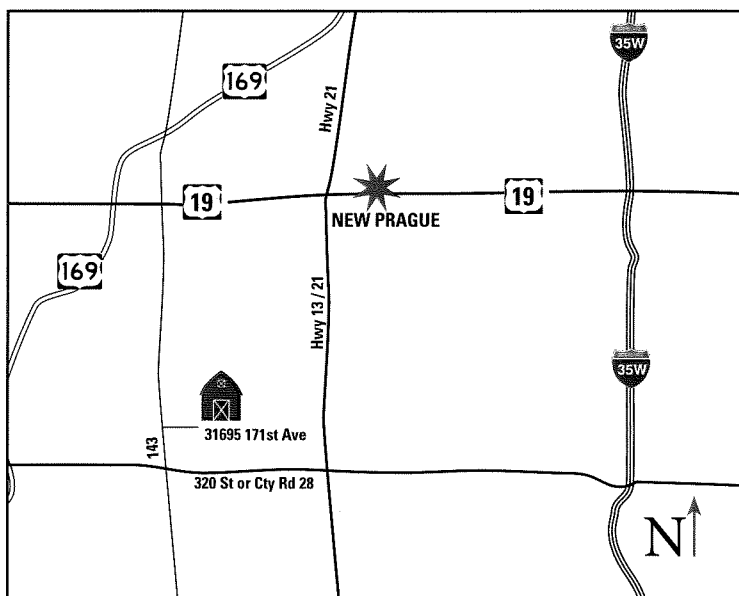 35W
169
Hwy 21
19
19
NEW PRAGUE
169
Hwy 13 / 21
35W
31695 171st Ave
143
320 St or Cty Rd 28
N